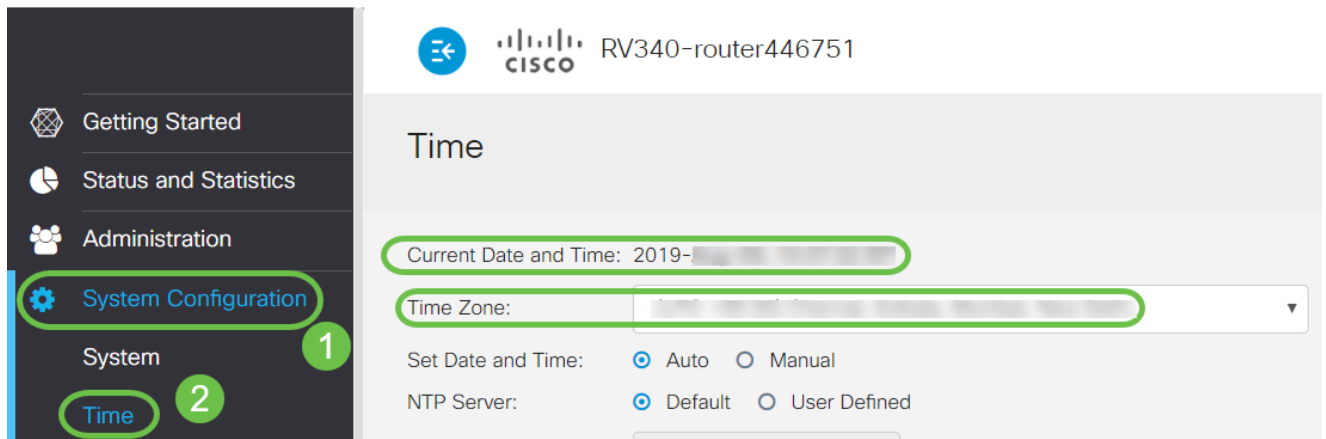 CISCO
RV340-router446751
Getting Started
Status and Statistics
Administration
System Configuration
1
System
Time
2
Time
Current Date and Time: 2019-
Time Zone:
Set Date and Time: Auto Manual
NTP Server: Default User Defined